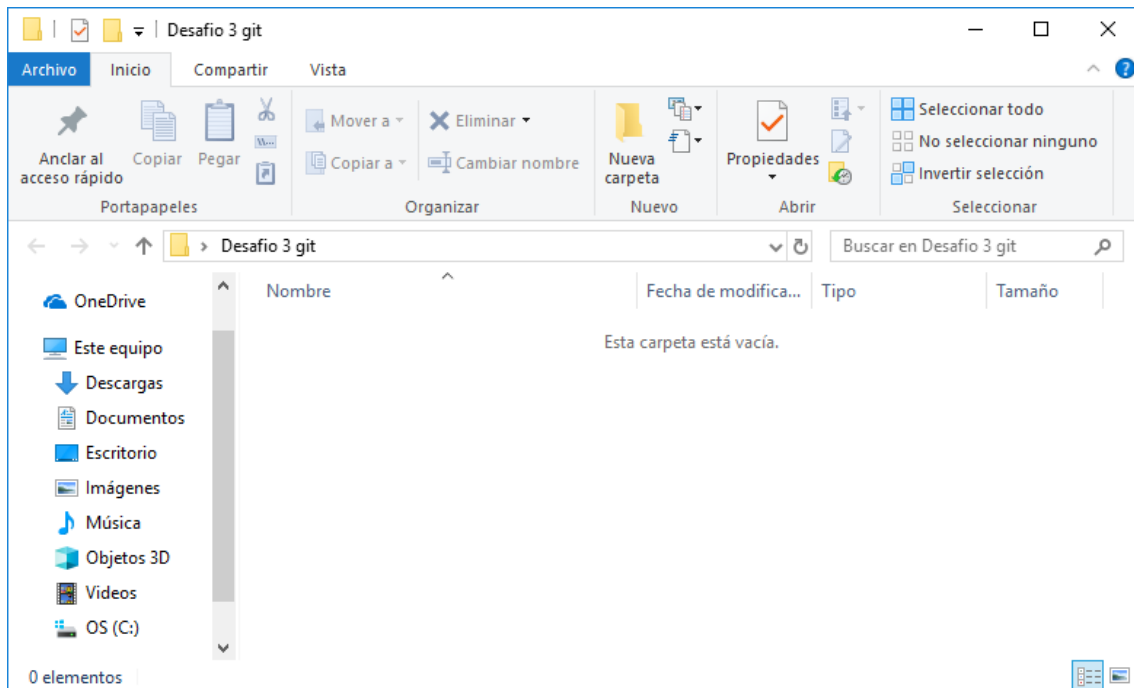 Desafio 3 git
Archivo Inicio Compartir Vista
Anclar al acceso rápido
Copiar
Pegar
Portapapeles
Mover a
Copiar a
Eliminar
Cambiar nombre
Organizar
Nueva carpeta
Nuevo
Propiedades
Abrir
Seleccionar todo
No seleccionar ninguno
Invertir selección
Seleccionar
Desafio 3 git
Buscar en Desafio 3 git
OneDrive
Este equipo
Descargas
Documentos
Escritorio
Imágenes
Música
Objetos 3D
Videos
OS (C:)
Nombre Fecha de modifica... Tipo Tamaño
Esta carpeta está vacía.
0 elementos